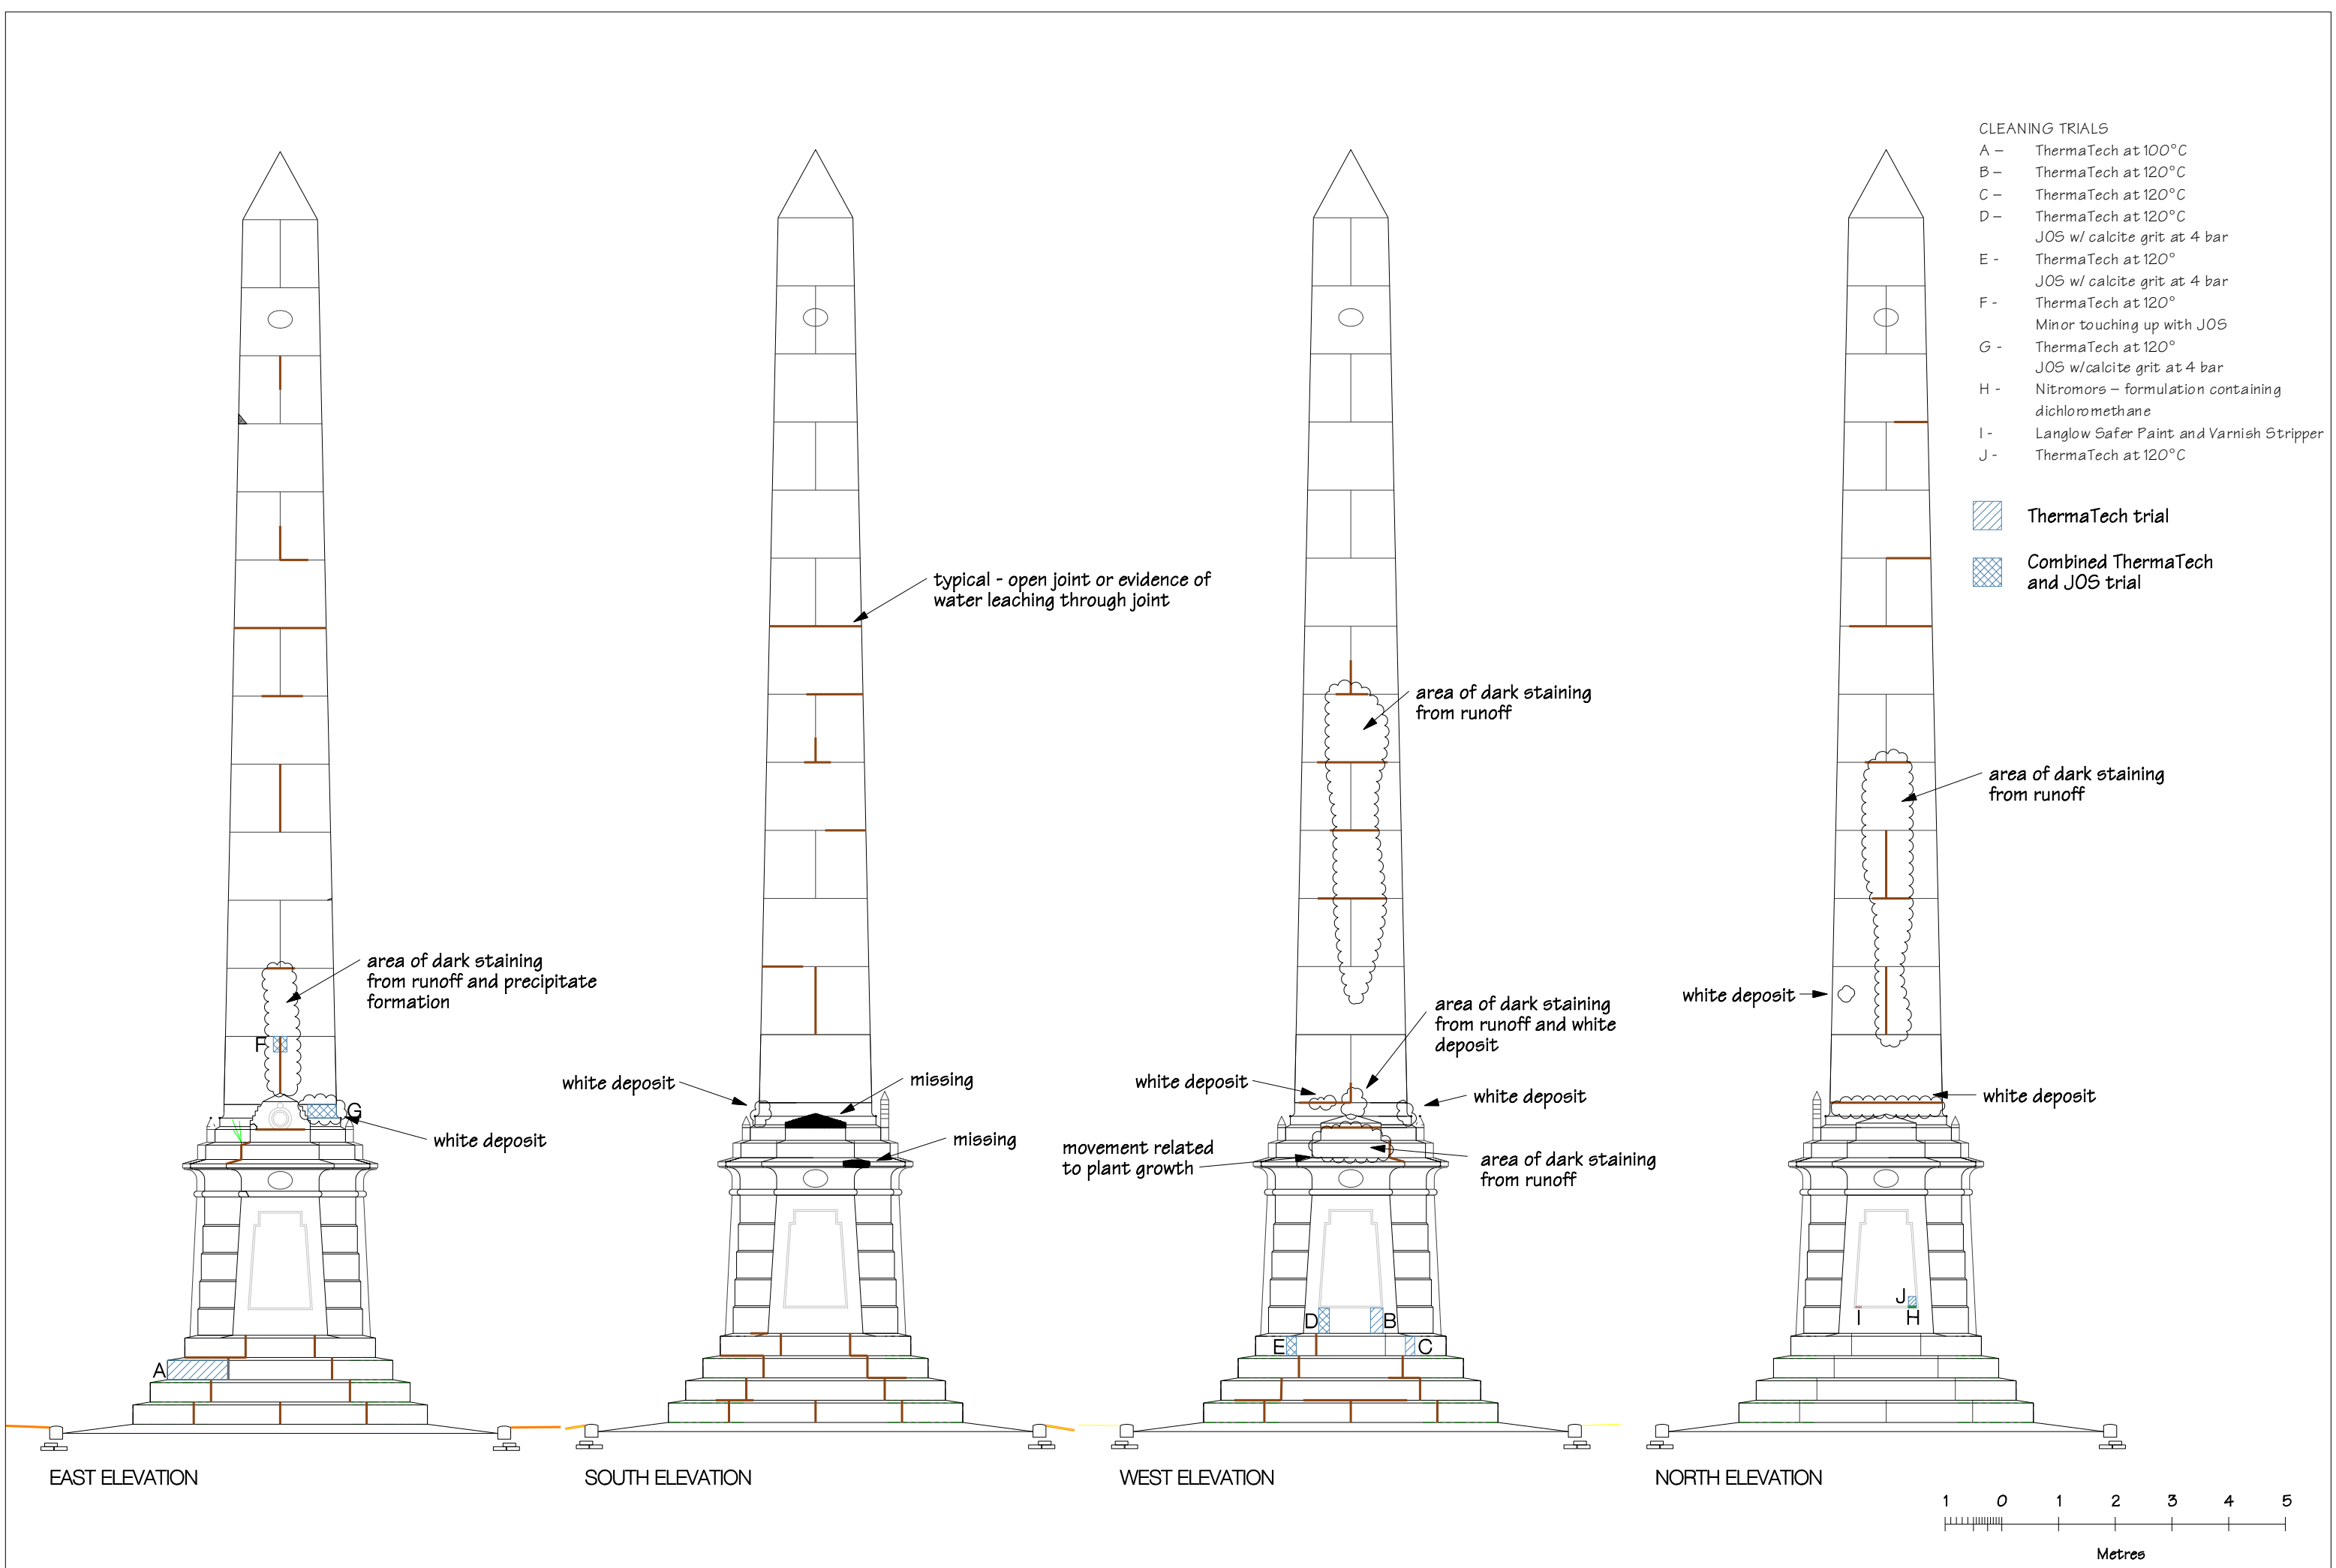 CLEANING TRIALS
A – ThermaTech at 100°C
B – ThermaTech at 120°C
C – ThermaTech at 120°C
D – ThermaTech at 120°C
JOS w/ calcite grit at 4 bar
E - ThermaTech at 120°
JOS w/ calcite grit at 4 bar
F - ThermaTech at 120°
Minor touching up with JOS
G - ThermaTech at 120°
JOS w/calcite grit at 4 bar
H - Nitromors – formulation containing
dichloromethane
I - Langlow Safer Paint and Varnish Stripper
J - ThermaTech at 120°C
ThermaTech trial
Combined ThermaTech
and JOS trial
area of dark staining
from runoff and precipitate
formation
F
G
white deposit
A
EAST ELEVATION
typical - open joint or evidence of
water leaching through joint
white deposit
missing
missing
SOUTH ELEVATION
area of dark staining
from runoff
area of dark staining
from runoff and white
deposit
white deposit
white deposit
movement related
to plant growth
area of dark staining
from runoff
D
B
E
C
WEST ELEVATION
area of dark staining
from runoff
white deposit
white deposit
J
I
H
NORTH ELEVATION
1 0 1 2 3 4 5
Metres